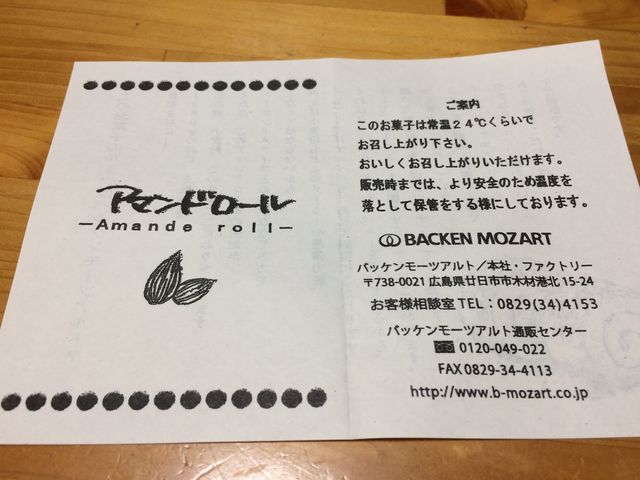 アマンドロール
－Amande roll－
ご案内
このお菓子は常温２４℃くらいで
お召し上がり下さい。
おいしくお召し上がりいただけます。
販売時までは、より安全のため温度を
落として保管をする様にしております。
BACKEN MOZART
バッケンモーツアルト／本社・ファクトリー
〒738-0021 広島県廿日市市木材港北 15-24
お客様相談室 TEL：0829(34)4153
バッケンモーツアルト通販センター
0120-049-022
FAX 0829-34-4113
http://www.b-mozart.co.jp